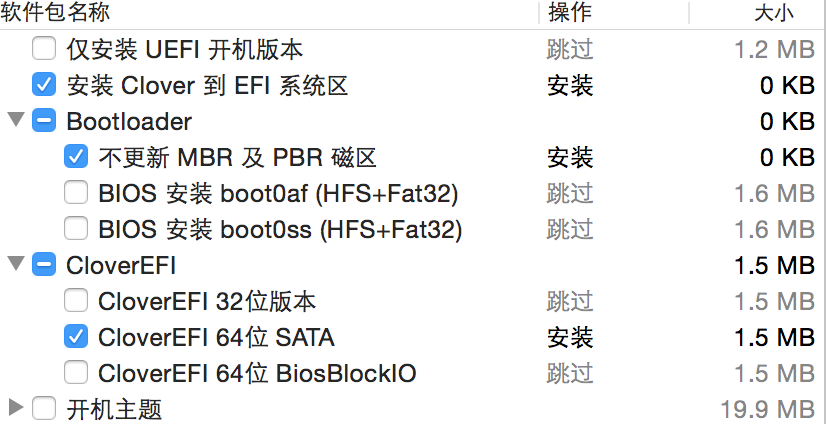 软件包名称 操作 大小
仅安装 UEFI 开机版本 跳过 1.2 MB
安装 Clover 到 EFI 系统区 安装 0 KB
Bootloader 0 KB
不更新 MBR 及 PBR 磁区 安装 0 KB
BIOS 安装 boot0af (HFS+Fat32) 跳过 1.6 MB
BIOS 安装 boot0ss (HFS+Fat32) 跳过 1.6 MB
CloverEFI 1.5 MB
CloverEFI 32位版本 跳过 1.5 MB
CloverEFI 64位 SATA 安装 1.5 MB
CloverEFI 64位 BiosBlockIO 跳过 1.5 MB
开机主题 19.9 MB